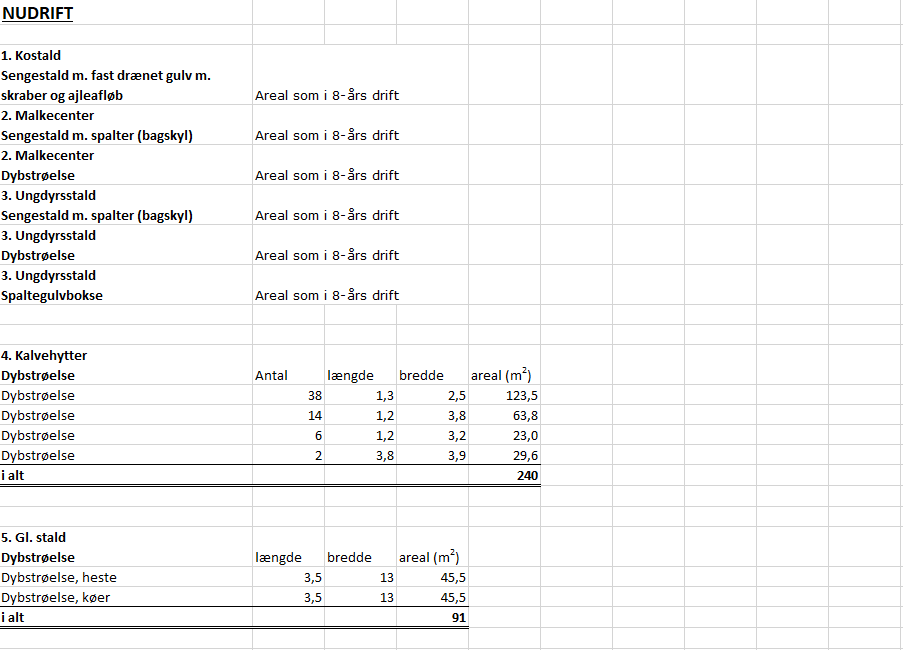 NUDRIFT
1. Kostald
Sengestald m. fast drænet gulv m.
skraber og ajleafløb Areal som i 8-års drift
2. Malkecenter
Sengestald m. spalter (bagskyl) Areal som i 8-års drift
2. Malkecenter
Dybstrøelse Areal som i 8-års drift
3. Ungdyrsstald
Sengestald m. spalter (bagskyl) Areal som i 8-års drift
3. Ungdyrsstald
Dybstrøelse Areal som i 8-års drift
3. Ungdyrsstald
Spaltegulvbokse Areal som i 8-års drift
4. Kalvehytter
Dybstrøelse Antal længde bredde areal (m²)
Dybstrøelse 38 1,3 2,5 123,5
Dybstrøelse 14 1,2 3,8 63,8
Dybstrøelse 6 1,2 3,2 23,0
Dybstrøelse 2 3,8 3,9 29,6
i alt 240
5. Gl. stald
Dybstrøelse længde bredde areal (m²)
Dybstrøelse, heste 3,5 13 45,5
Dybstrøelse, køer 3,5 13 45,5
i alt 91